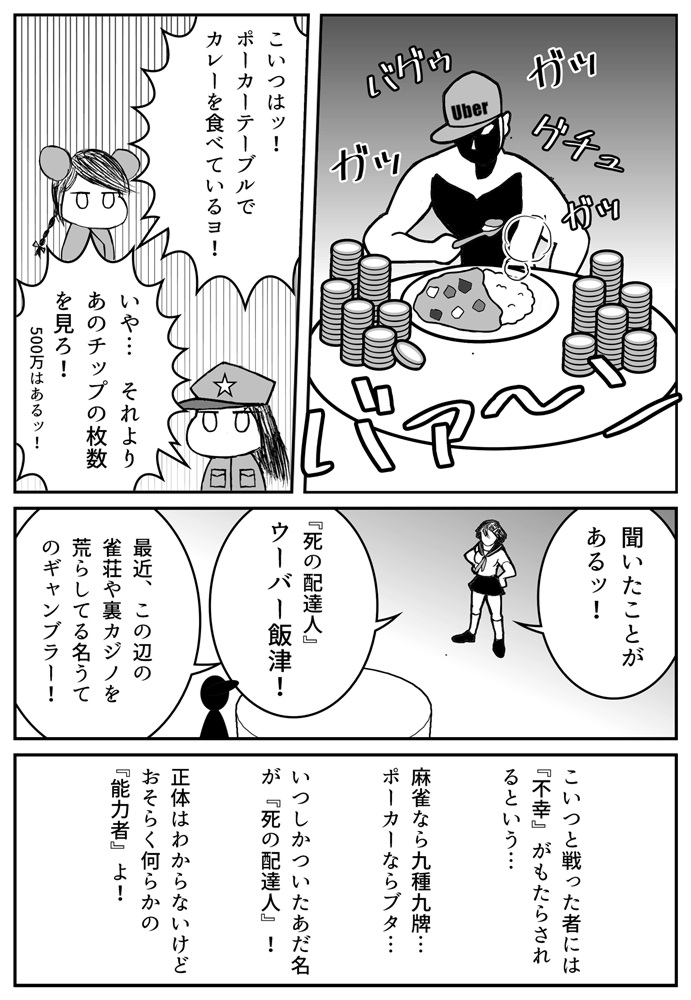 バグゥ
ガッ
Uber
グチュ
ガッ
ガッ
ドァ〜ン
こいつはッ！
ポーカーテーブルで
カレーを食べているヨ！
いや… それより
あのチップの枚数
を見ろ！
500万はあるッ！
聞いたことが
あるッ！
『死の配達人』
ウーバー飯津！
最近、この辺の
雀荘や裏カジノを
荒らしてる名うて
のギャンブラー！
こいつと戦った者には
『不幸』がもたらされ
るという…
麻雀なら九種九牌…
ポーカーならブタ…
いつしかついたあだ名
が『死の配達人』！
正体はわからないけど
おそらく何らかの
『能力者』よ！